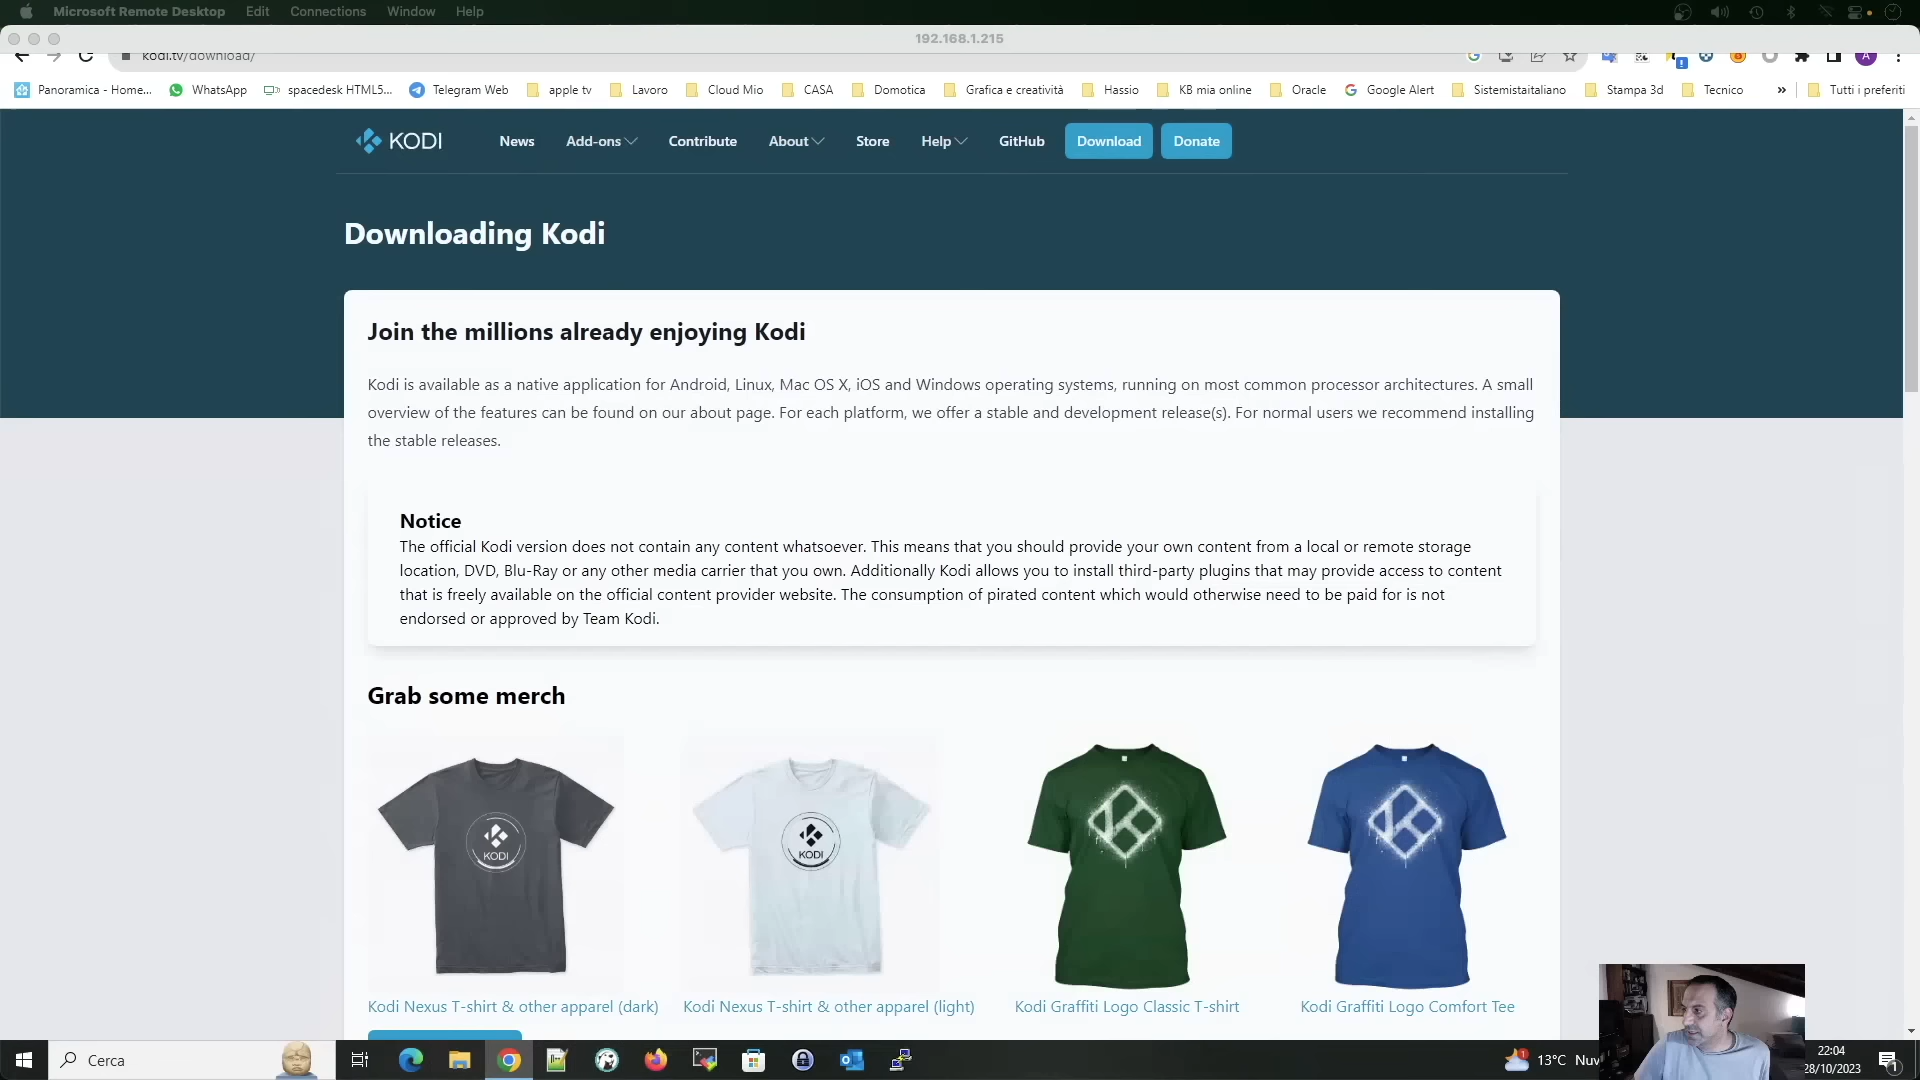 Microsoft Remote Desktop Edit Connections Window Help
192.168.1.215
kodi.tv/download/
Panoramica - Home... WhatsApp spacedesk HTML5... Telegram Web apple tv Lavoro Cloud Mio CASA Domotica Grafica e creatività Hassio KB mia online Oracle Google Alert Sistemistaitaliano Stampa 3d Tecnico » Tutti i preferiti
KODI News Add-ons Contribute About Store Help GitHub Download Donate
Downloading Kodi
Join the millions already enjoying Kodi
Kodi is available as a native application for Android, Linux, Mac OS X, iOS and Windows operating systems, running on most common processor architectures. A small
overview of the features can be found on our about page. For each platform, we offer a stable and development release(s). For normal users we recommend installing
the stable releases.
Notice
The official Kodi version does not contain any content whatsoever. This means that you should provide your own content from a local or remote storage
location, DVD, Blu-Ray or any other media carrier that you own. Additionally Kodi allows you to install third-party plugins that may provide access to content
that is freely available on the official content provider website. The consumption of pirated content which would otherwise need to be paid for is not
endorsed or approved by Team Kodi.
Grab some merch
KODI KODI
Kodi Nexus T-shirt & other apparel (dark) Kodi Nexus T-shirt & other apparel (light) Kodi Graffiti Logo Classic T-shirt Kodi Graffiti Logo Comfort Tee
Cerca 13°C Nuv 22:04
28/10/2023